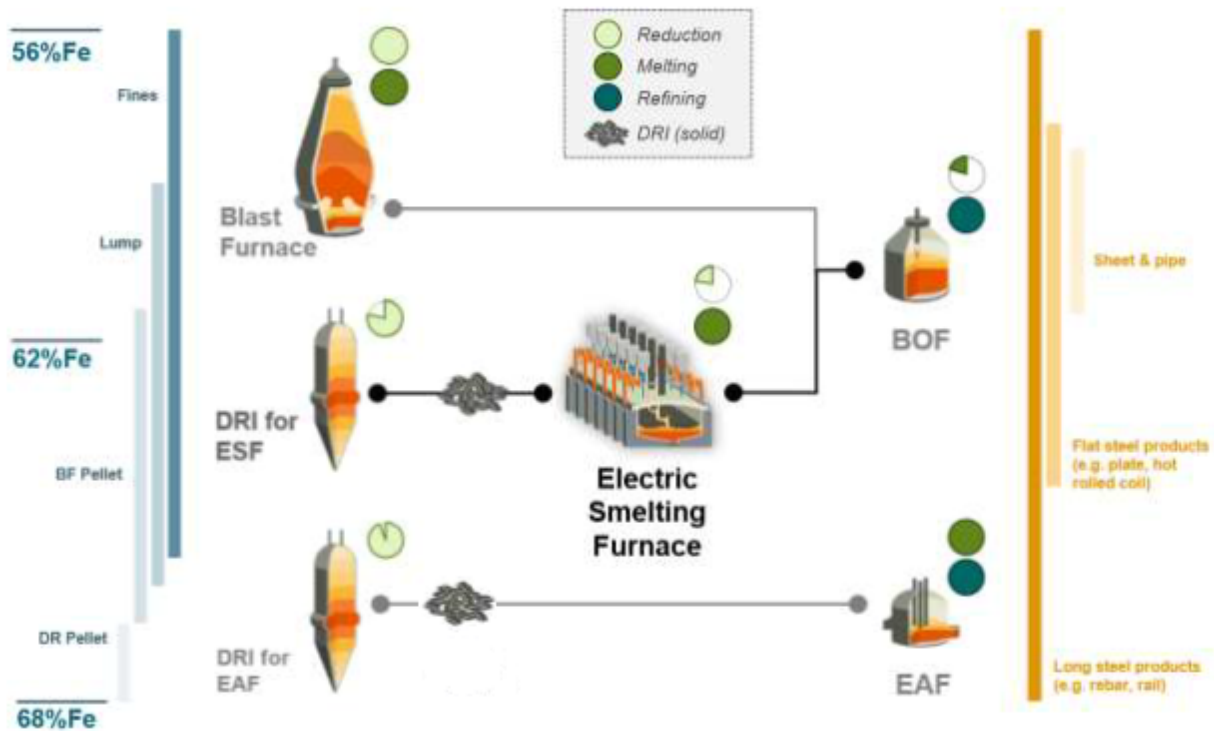 56%Fe
Fines
Lump
62%Fe
BF Pellet
DR Pellet
68%Fe
Blast
Furnace
DRI for
ESF
DRI for
EAF
Reduction
Melting
Refining
DRI (solid)
Electric
Smelting
Furnace
BOF
EAF
Sheet & pipe
Flat steel products
(e.g. plate, hot
rolled coil)
Long steel products
(e.g. rebar, rail)